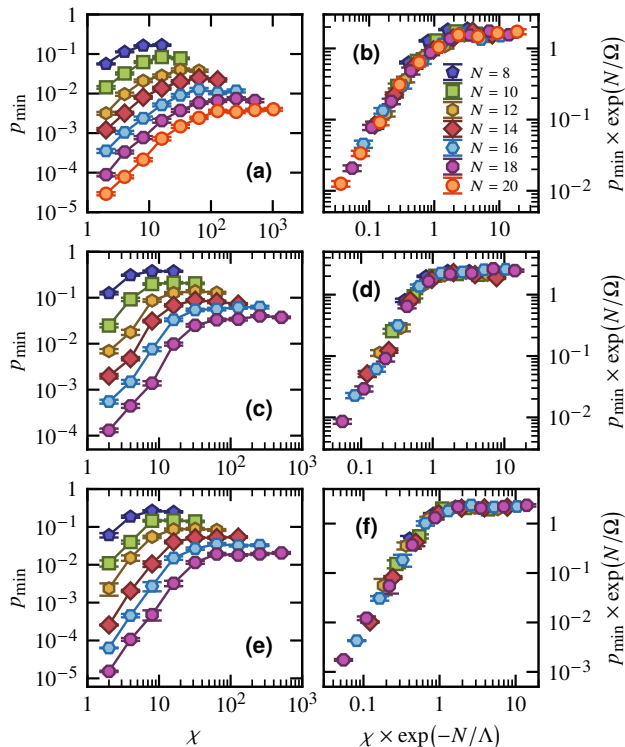 1
10⁻¹
10⁻²
10⁻³
10⁻⁴
10⁻⁵
p_min
(a)
1 10 10² 10³
(b)
N = 8
N = 10
N = 12
N = 14
N = 16
N = 18
N = 20
0.1 1 10
1
10⁻¹
10⁻²
p_min × exp(N/Ω)
1
10⁻¹
10⁻²
10⁻³
10⁻⁴
p_min
(c)
1 10 10² 10³
(d)
0.1 1 10
1
10⁻¹
10⁻²
p_min × exp(N/Ω)
1
10⁻¹
10⁻²
10⁻³
10⁻⁴
10⁻⁵
p_min
(e)
1 10 10² 10³
χ
(f)
0.1 1 10
χ × exp(−N/Λ)
1
10⁻¹
10⁻²
10⁻³
p_min × exp(N/Ω)